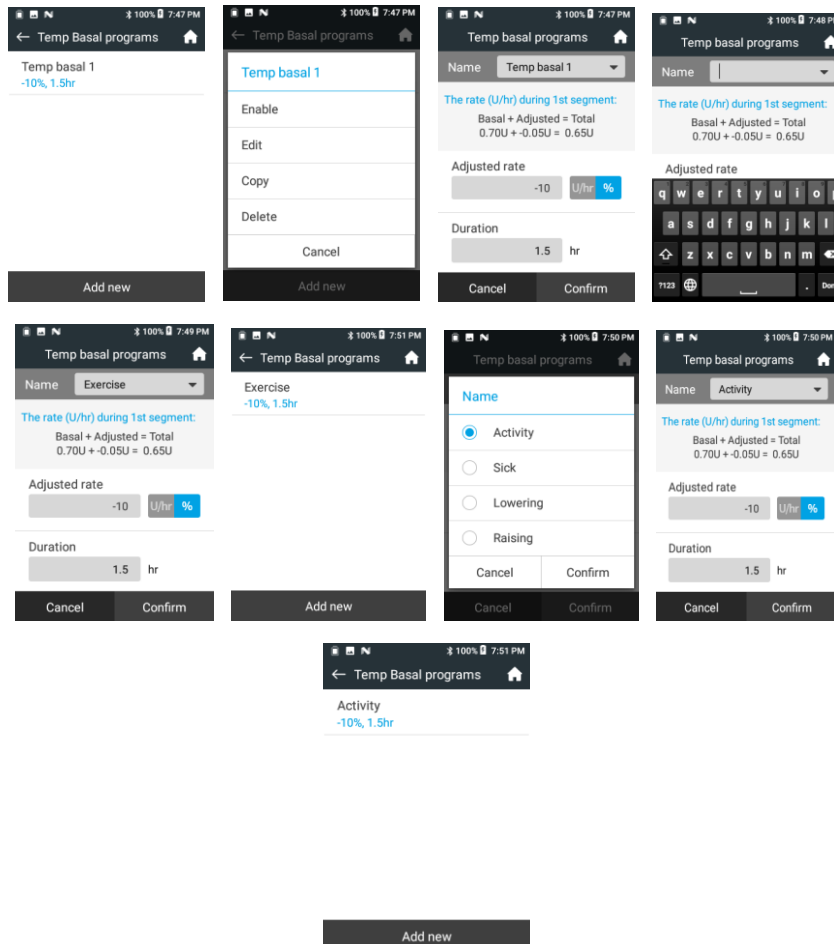 100% 7:47 PM
← Temp Basal programs
Temp basal 1
-10%, 1.5hr
Add new
100% 7:47 PM
← Temp Basal programs
Temp basal 1
Enable
Edit
Copy
Delete
Cancel
Add new
100% 7:47 PM
Temp basal programs
Name Temp basal 1
The rate (U/hr) during 1st segment:
Basal + Adjusted = Total
0.70U + -0.05U = 0.65U
Adjusted rate
-10 U/hr %
Duration
1.5 hr
Cancel Confirm
100% 7:48 P
Temp basal programs
Name
The rate (U/hr) during 1st segment:
Basal + Adjusted = Total
0.70U + -0.05U = 0.65U
Adjusted rate
q w e r t y u i o p
a s d f g h j k l
z x c v b n m
?123 . Don
100% 7:49 PM
Temp basal programs
Name Exercise
The rate (U/hr) during 1st segment:
Basal + Adjusted = Total
0.70U + -0.05U = 0.65U
Adjusted rate
-10 U/hr %
Duration
1.5 hr
Cancel Confirm
100% 7:51 PM
← Temp Basal programs
Exercise
-10%, 1.5hr
Add new
100% 7:50 PM
Temp basal programs
Name
Activity
Sick
Lowering
Raising
Cancel Confirm
Cancel Confirm
100% 7:50 PM
Temp basal programs
Name Activity
The rate (U/hr) during 1st segment:
Basal + Adjusted = Total
0.70U + -0.05U = 0.65U
Adjusted rate
-10 U/hr %
Duration
1.5 hr
Cancel Confirm
100% 7:51 PM
← Temp Basal programs
Activity
-10%, 1.5hr
Add new